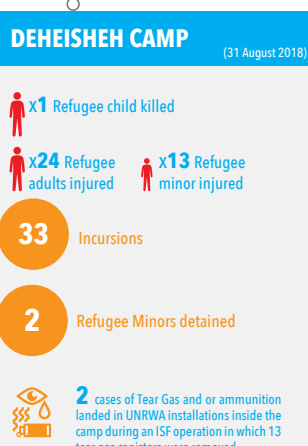 DEHEISHEH CAMP
(31 August 2018)
x1 Refugee child killed
x24 Refugee
adults injured
x13 Refugee
minor injured
33 Incursions
2 Refugee Minors detained
2 cases of Tear Gas and or ammunition
landed in UNRWA installations inside the
camp during an ISF operation in which 13